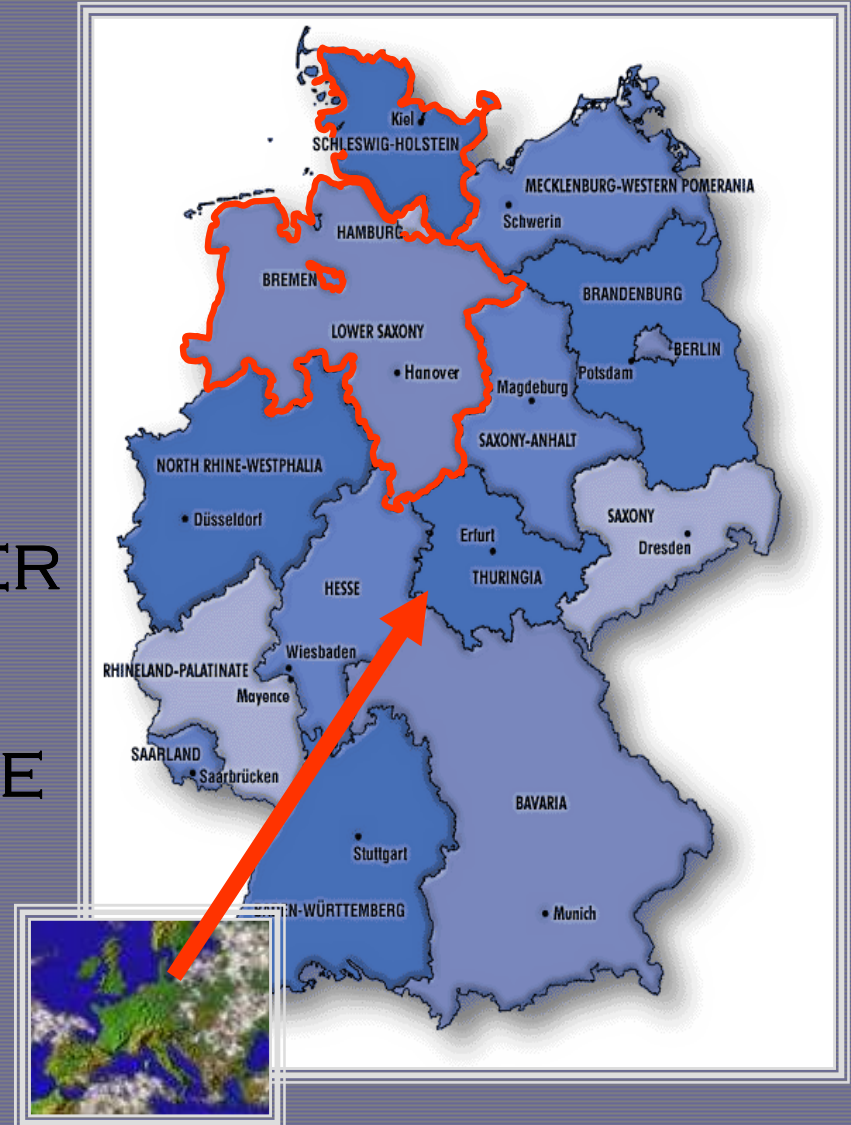 Kiel
SCHLESWIG-HOLSTEIN
MECKLENBURG-WESTERN POMERANIA
Schwerin
HAMBURG
BREMEN
BRANDENBURG
LOWER SAXONY
BERLIN
Hanover
Potsdam
Magdeburg
SAXONY-ANHALT
NORTH RHINE-WESTPHALIA
Düsseldorf
SAXONY
Dresden
Erfurt
THURINGIA
ER
HESSE
Wiesbaden
RHINELAND-PALATINATE
Mayence
SAARLAND
Saarbrücken
E
BAVARIA
Stuttgart
EN-WÜRTTEMBERG
Munich